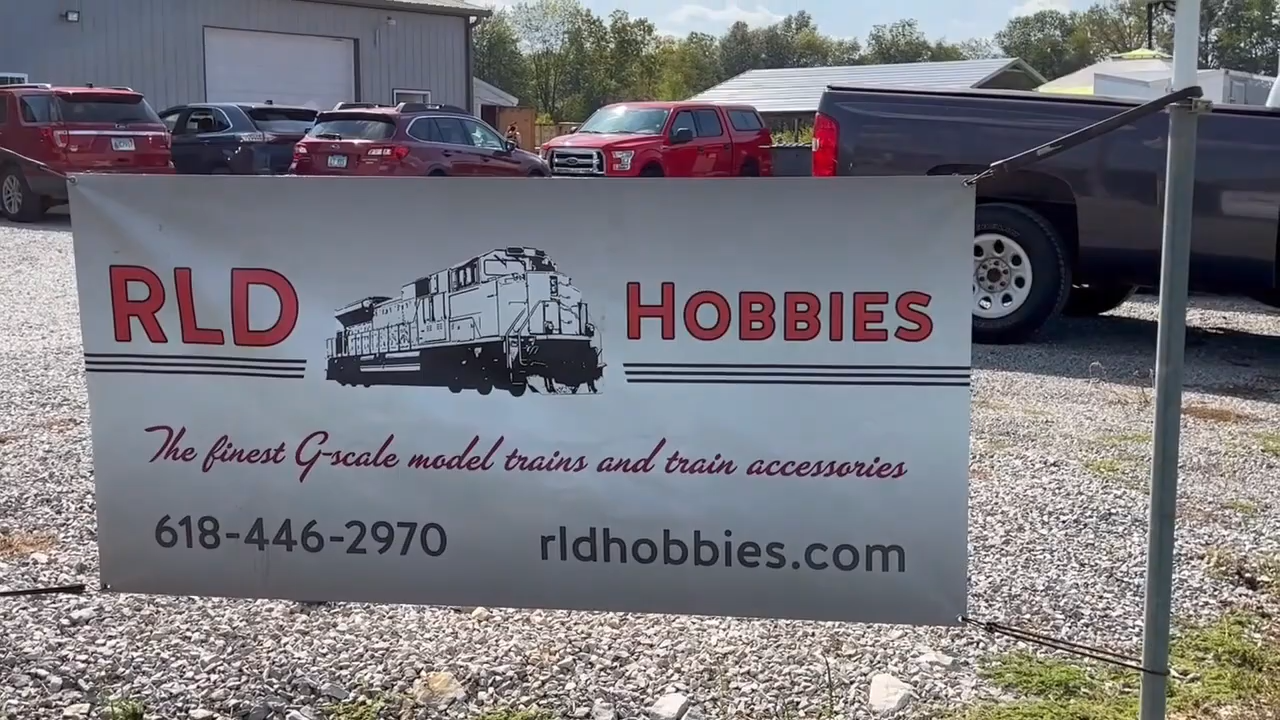 RLD HOBBIES
The finest G-scale model trains and train accessories
618-446-2970 rldhobbies.com